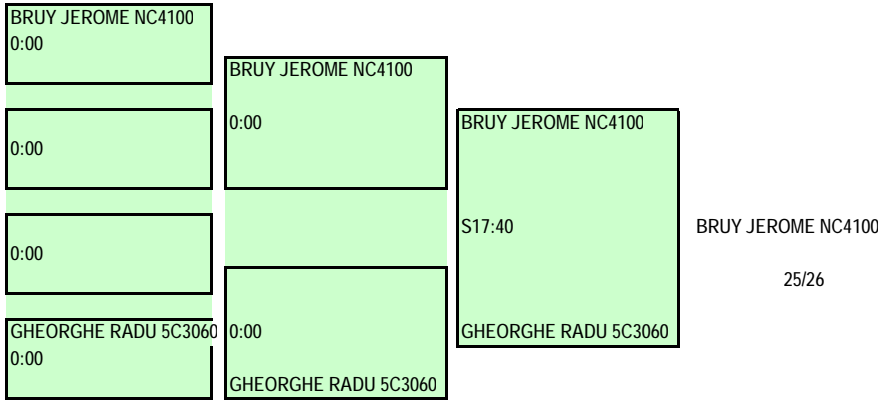 BRUY JEROME NC4100
0:00
0:00
0:00
GHEORGHE RADU 5C3060
0:00
BRUY JEROME NC4100
0:00
0:00
GHEORGHE RADU 5C3060
BRUY JEROME NC4100
S17:40
GHEORGHE RADU 5C3060
BRUY JEROME NC4100
25/26